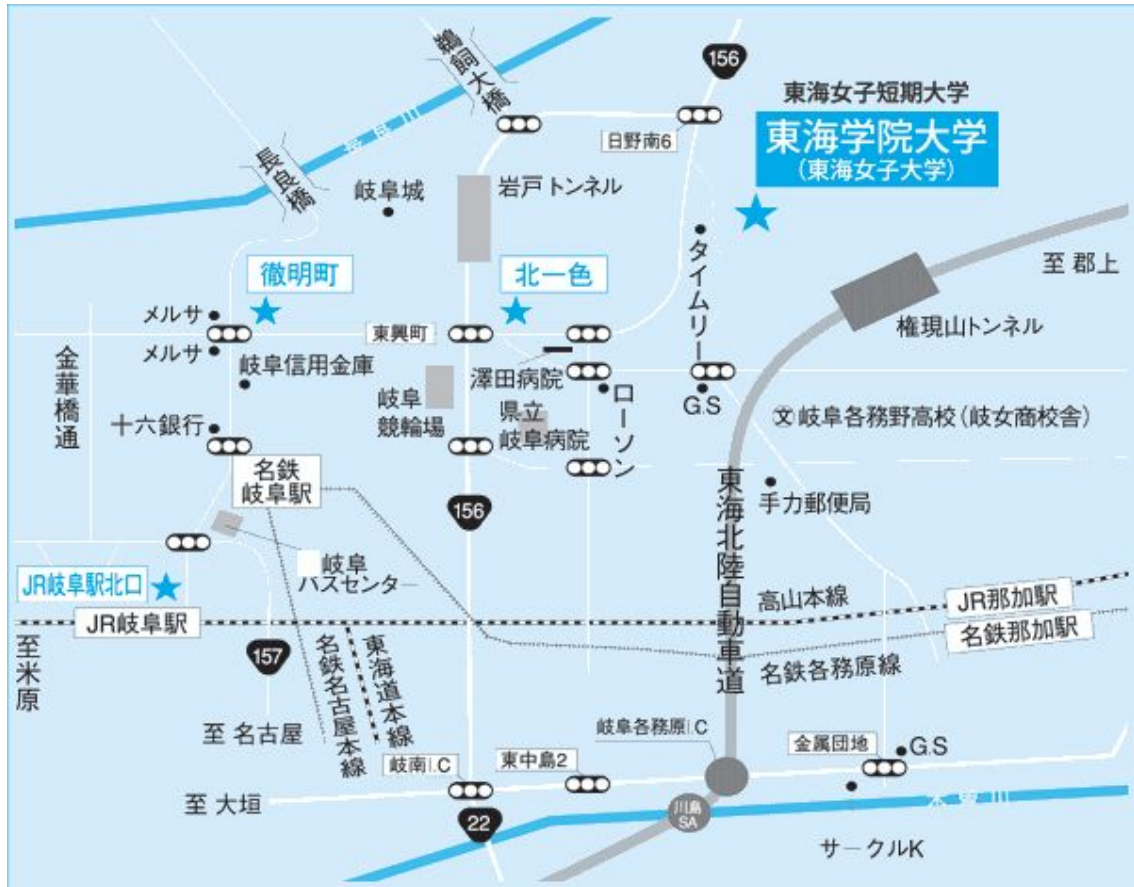 鵜飼大橋
156
東海女子短期大学
東海学院大学
(東海女子大学)
日野南6
長良川
長良橋
岐阜城
岩戸トンネル
至 郡上
徹明町
北一色
タイムリー
メルサ
東興町
権現山トンネル
メルサ
金華橋通
岐阜信用金庫
澤田病院
ローソン
G.S
岐阜
競輪場
県立
岐阜病院
文 岐阜各務野高校(岐女商校舎)
十六銀行
名鉄
岐阜駅
東海北陸自動車道
手力郵便局
156
岐阜
バスセンター
JR岐阜駅北口
高山本線
JR那加駅
JR岐阜駅
名鉄那加駅
至米原
157
名鉄名古屋本線
東海道本線
名鉄各務原線
至 名古屋
岐阜各務原I.C
金属団地
G.S
岐南I.C
東中島2
至 大垣
木曽川
川島
SA
22
サークルK